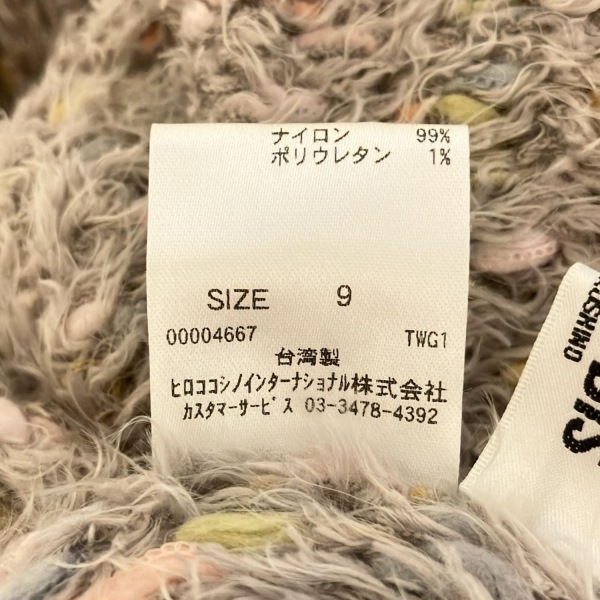 ナイロン 99%
ポリウレタン 1%
SIZE 9
00004667 TWG1
台湾製
ヒロココシノインターナショナル株式会社
カスタマーサービス 03-3478-4392